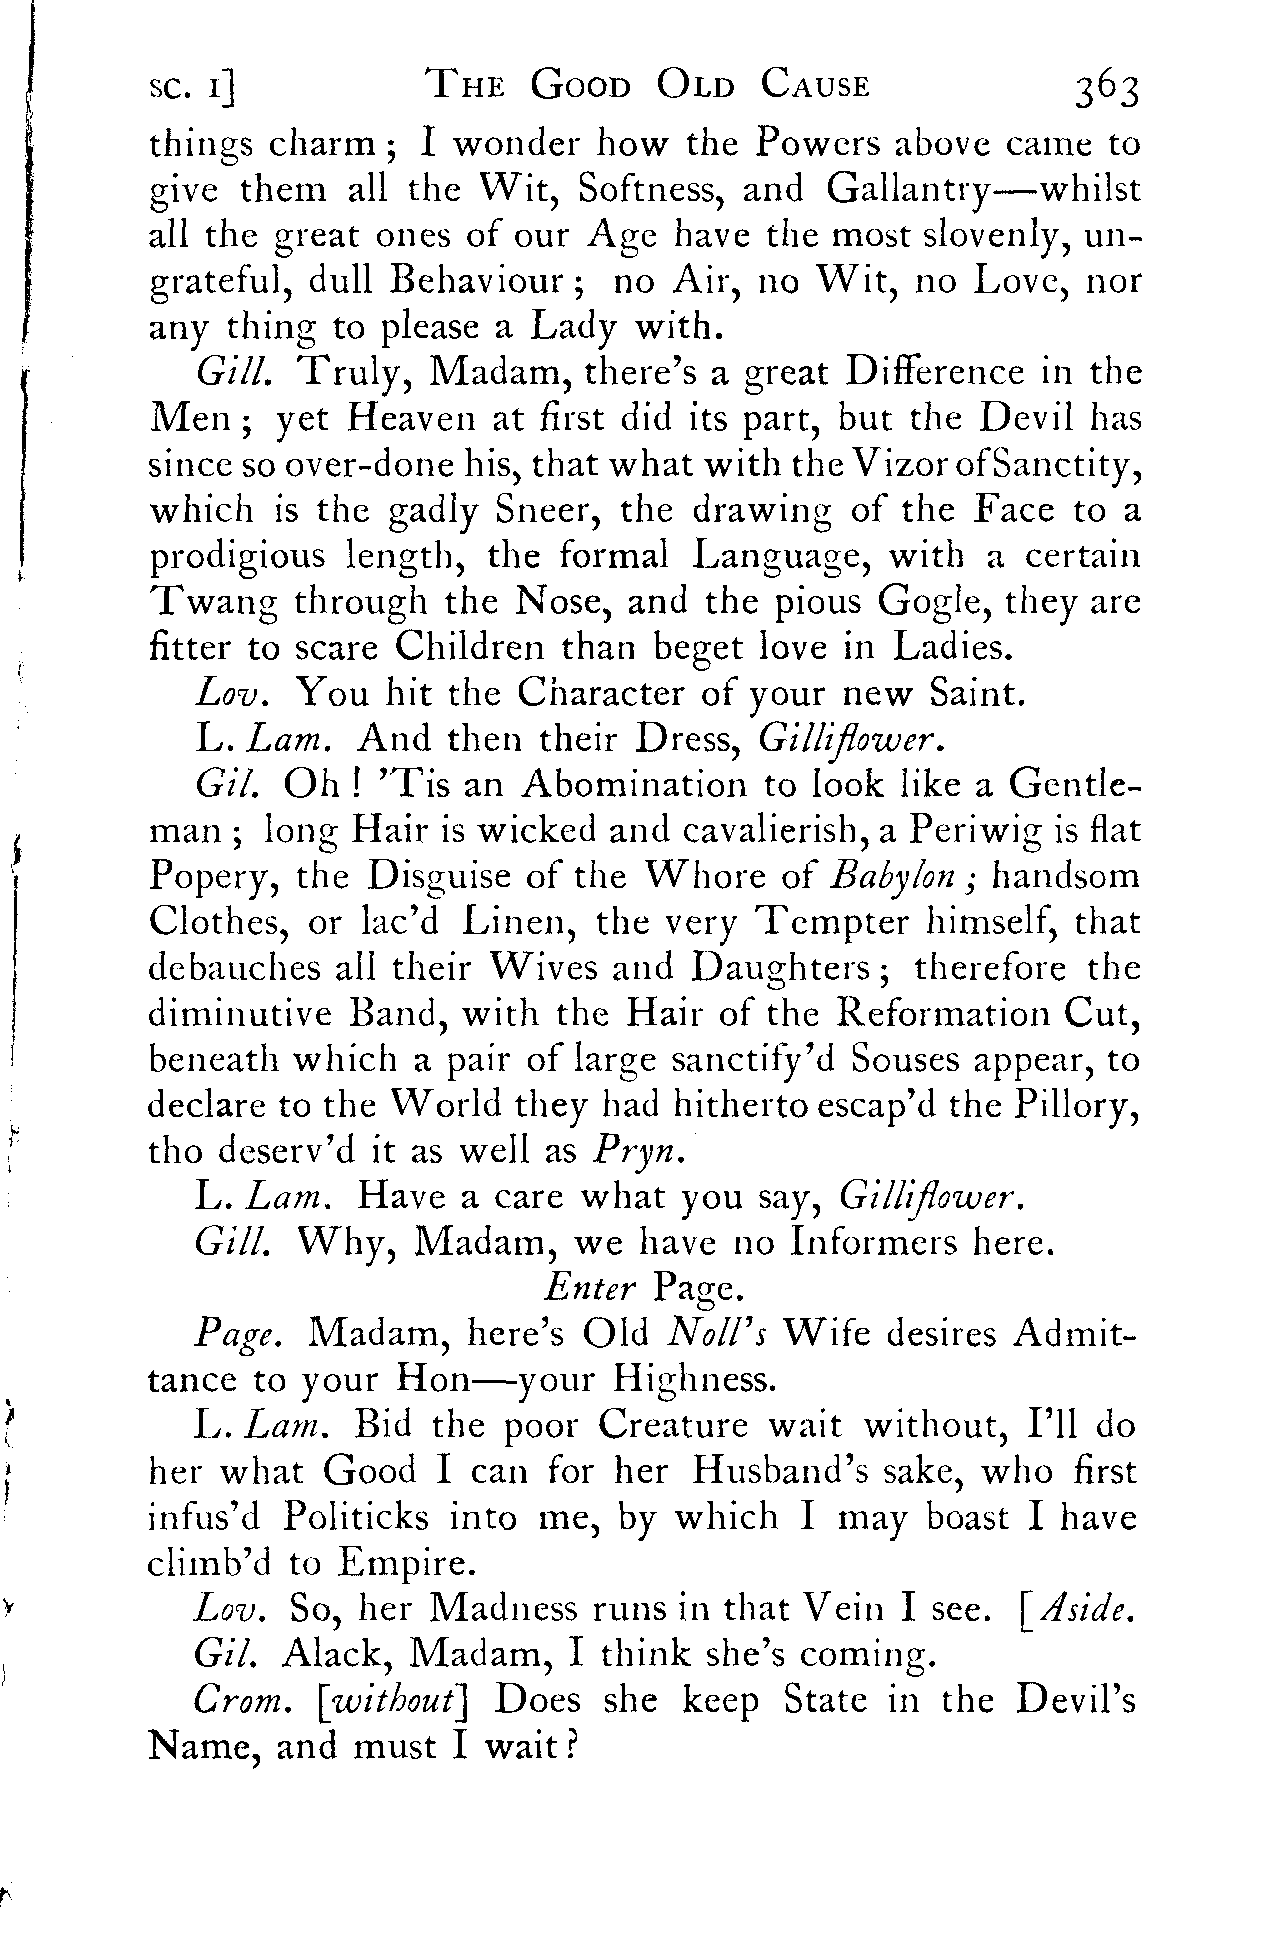 SC. I] THE GOOD OLD CAUSE 363
things charm ; I wonder how the Powers above came to
give them all the Wit, Softness, and Gallantry—whilst
all the great ones of our Age have the most slovenly, un-
grateful, dull Behaviour ; no Air, no Wit, no Love, nor
any thing to please a Lady with.
Gill. Truly, Madam, there's a great Difference in the
Men ; yet Heaven at first did its part, but the Devil has
since so over-done his, that what with the Vizor of Sanctity,
which is the gadly Sneer, the drawing of the Face to a
prodigious length, the formal Language, with a certain
Twang through the Nose, and the pious Gogle, they are
fitter to scare Children than beget love in Ladies.
Lov. You hit the Character of your new Saint.
L. Lam. And then their Dress, Gilliflower.
Gil. Oh ! 'Tis an Abomination to look like a Gentle-
man ; long Hair is wicked and cavalierish, a Periwig is flat
Popery, the Disguise of the Whore of Babylon ; handsom
Clothes, or lac'd Linen, the very Tempter himself, that
debauches all their Wives and Daughters ; therefore the
diminutive Band, with the Hair of the Reformation Cut,
beneath which a pair of large sanctify'd Souses appear, to
declare to the World they had hitherto escap'd the Pillory,
tho deserv'd it as well as Pryn.
L. Lam. Have a care what you say, Gilliflower.
Gill. Why, Madam, we have no Informers here.
Enter Page.
Page. Madam, here's Old Noll's Wife desires Admit-
tance to your Hon—your Highness.
L. Lam. Bid the poor Creature wait without, I'll do
her what Good I can for her Husband's sake, who first
infus'd Politicks into me, by which I may boast I have
climb'd to Empire.
Lov. So, her Madness runs in that Vein I see. [Aside.
Gil. Alack, Madam, I think she's coming.
Crom. [without] Does she keep State in the Devil's
Name, and must I wait ?